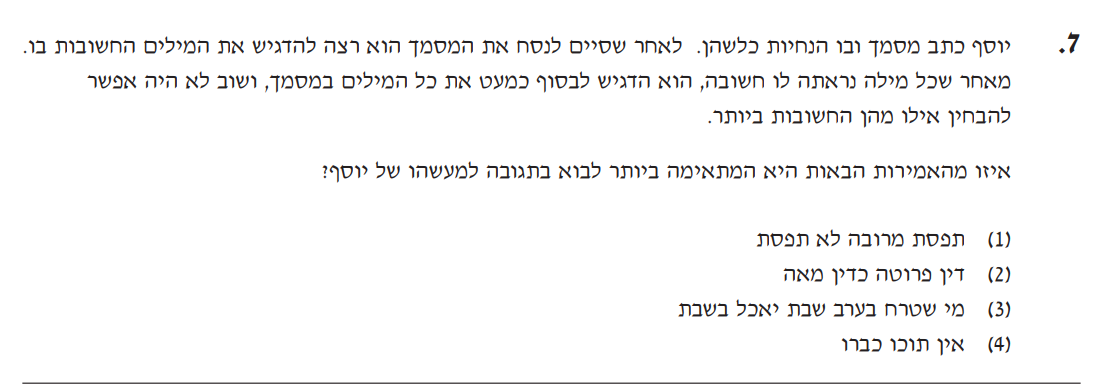 7. יוסף כתב מסמך ובו הנחיות כלשהן. לאחר שסיים לנסח את המסמך הוא רצה להדגיש את המילים החשובות בו.
מאחר שכל מילה נראתה לו חשובה, הוא הדגיש לבסוף כמעט את כל המילים במסמך, ושוב לא היה אפשר
להבחין אילו מהן החשובות ביותר.
איזו מהאמירות הבאות היא המתאימה ביותר לבוא בתגובה למעשהו של יוסף?
(1) תפסת מרובה לא תפסת
(2) דין פרוטה כדין מאה
(3) מי שטרח בערב שבת יאכל בשבת
(4) אין תוכו כברו